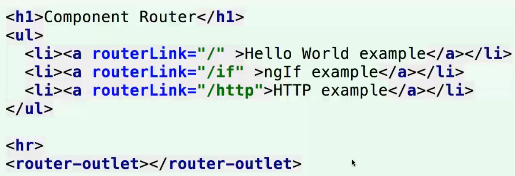 <h1>Component Router</h1>
<ul>
  <li><a routerLink="/" >Hello World example</a></li>
  <li><a routerLink="/if" >ngIf example</a></li>
  <li><a routerLink="/http">HTTP example</a></li>
</ul>

<hr>
<router-outlet></router-outlet>